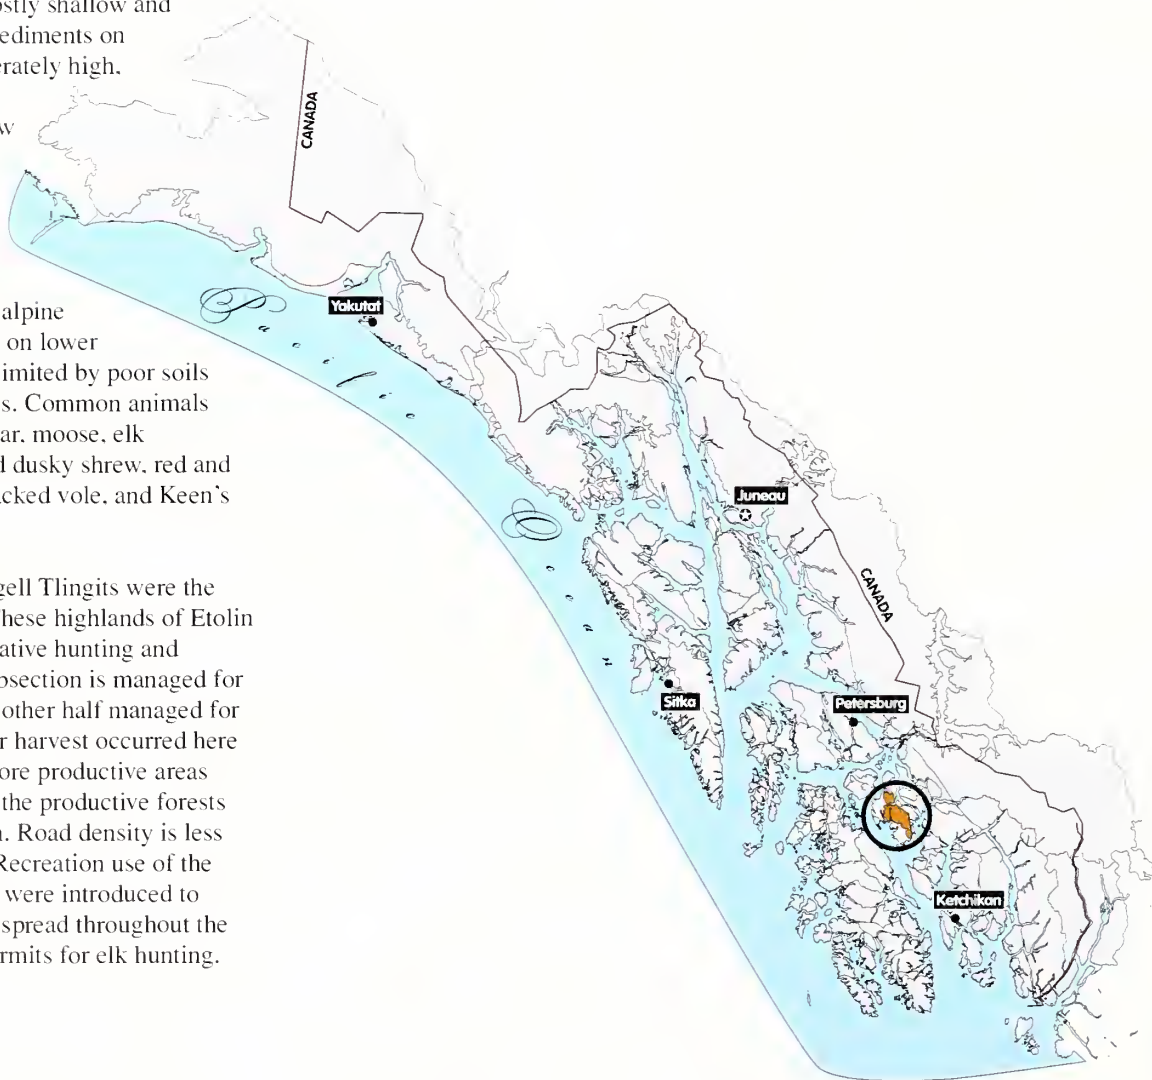 ostly shallow and
ediments on
erately high,
w
alpine
on lower
imited by poor soils
s. Common animals
ar, moose, elk
d dusky shrew, red and
acked vole, and Keen's
gell Tlingits were the
These highlands of Etolin
ative hunting and
bsection is managed for
other half managed for
r harvest occurred here
ore productive areas
the productive forests
n. Road density is less
Recreation use of the
were introduced to
spread throughout the
rmits for elk hunting.
CANADA
Yakutat
Pacific
Ocean
Juneau
CANADA
Sitka
Petersburg
Ketchikan